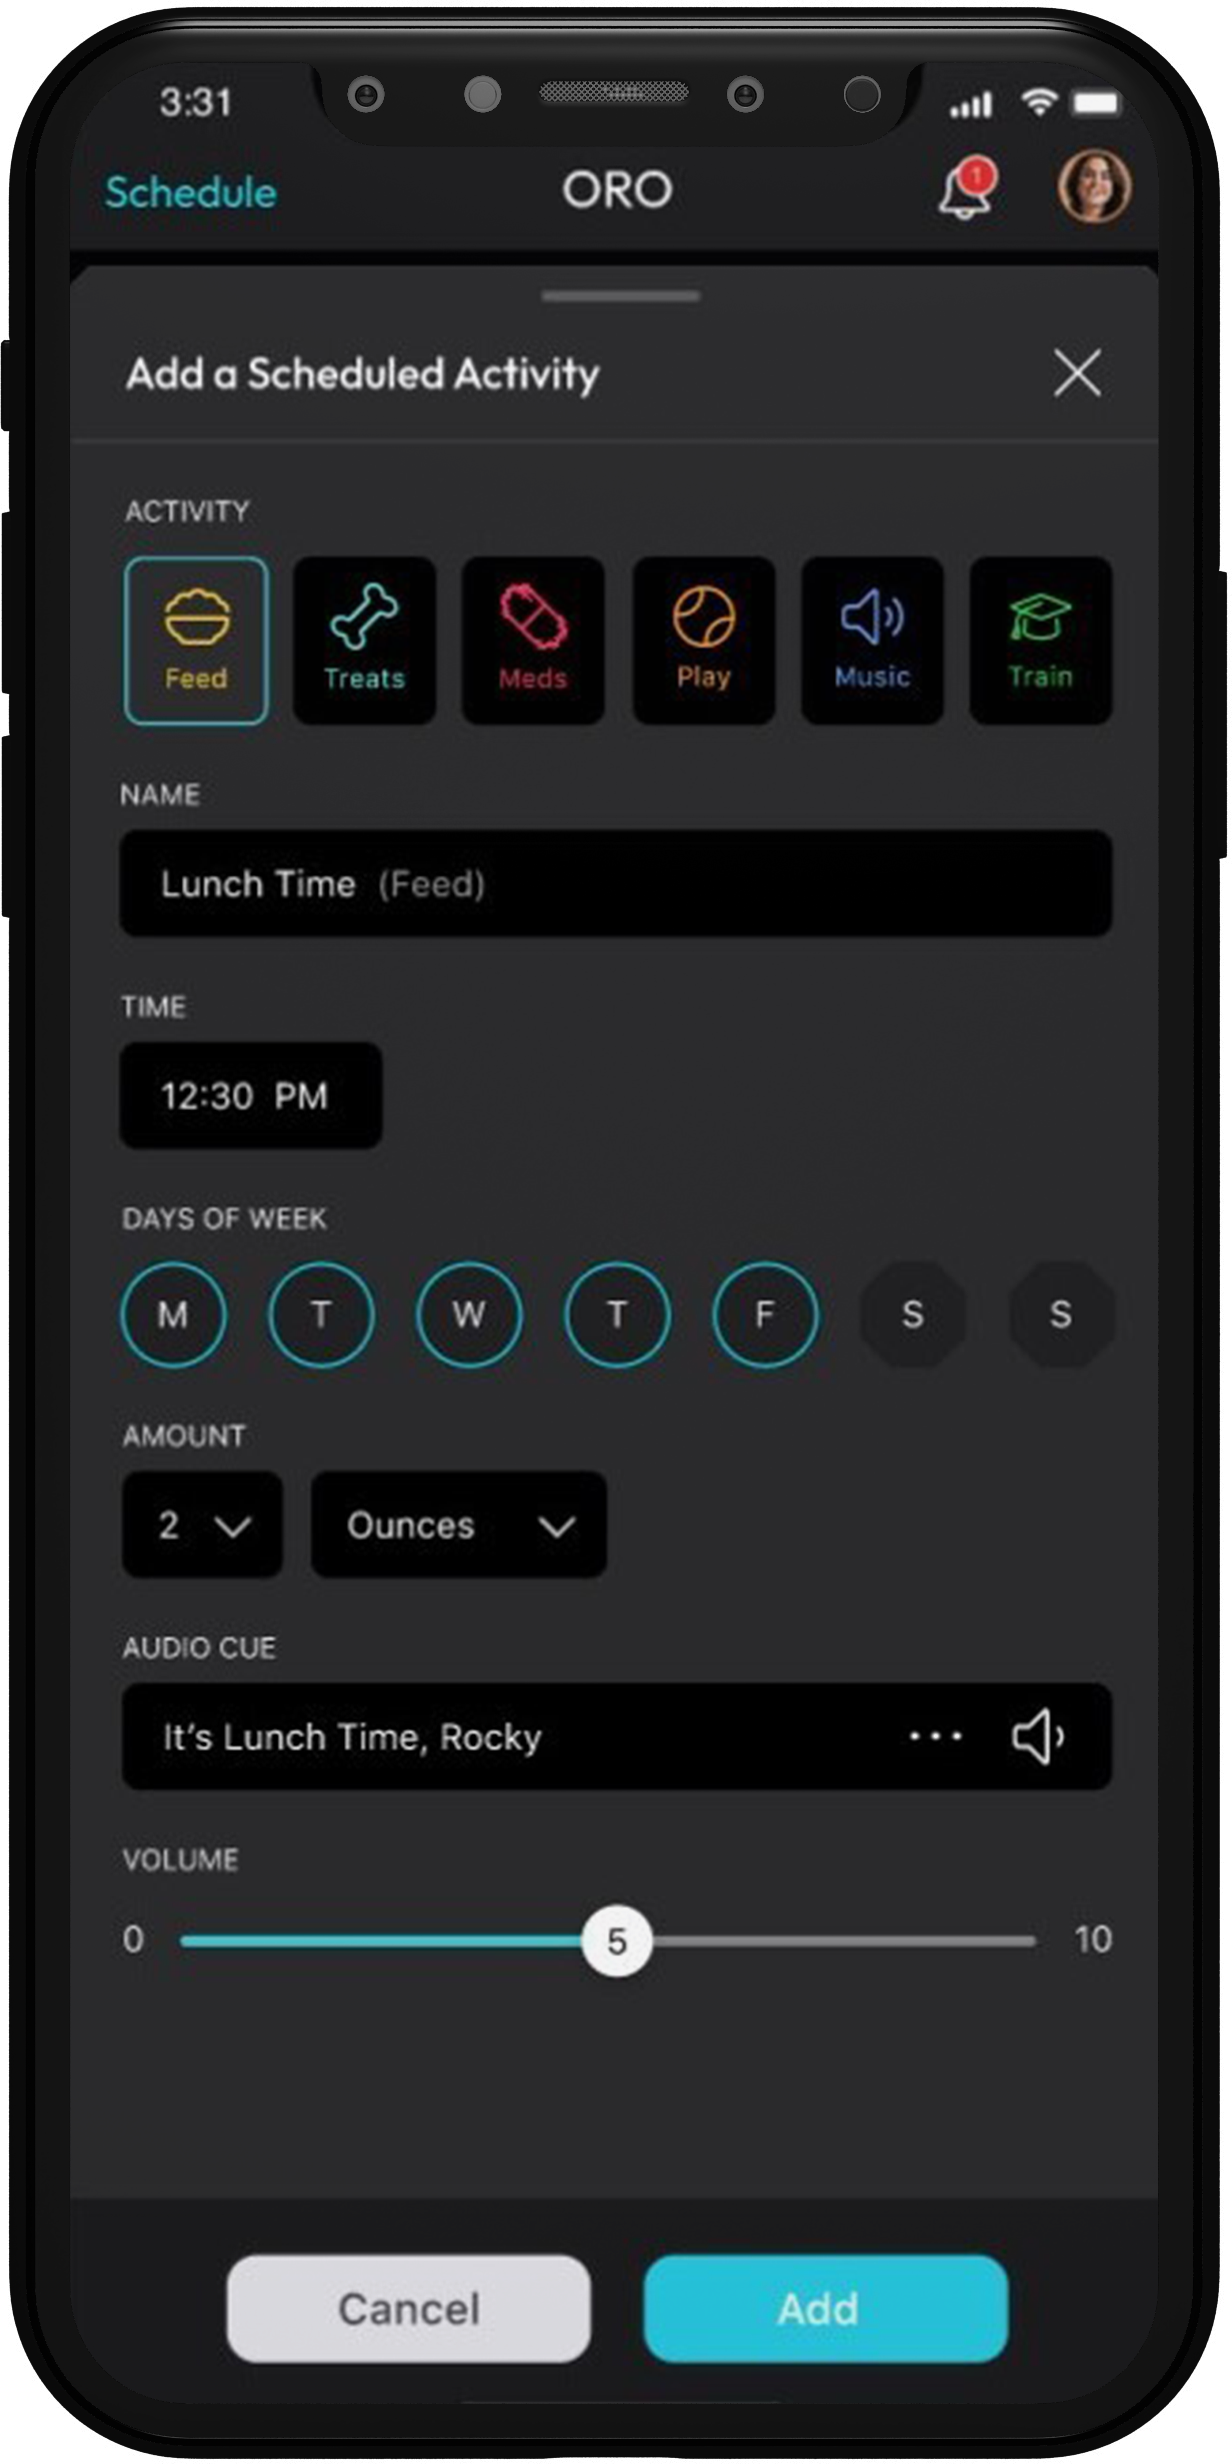 3:31
Schedule ORO 1
Add a Scheduled Activity
ACTIVITY
Feed Treats Meds Play Music Train
NAME
Lunch Time (Feed)
TIME
12:30 PM
DAYS OF WEEK
M T W T F S S
AMOUNT
2 Ounces
AUDIO CUE
It’s Lunch Time, Rocky
VOLUME
0 5 10
Cancel Add